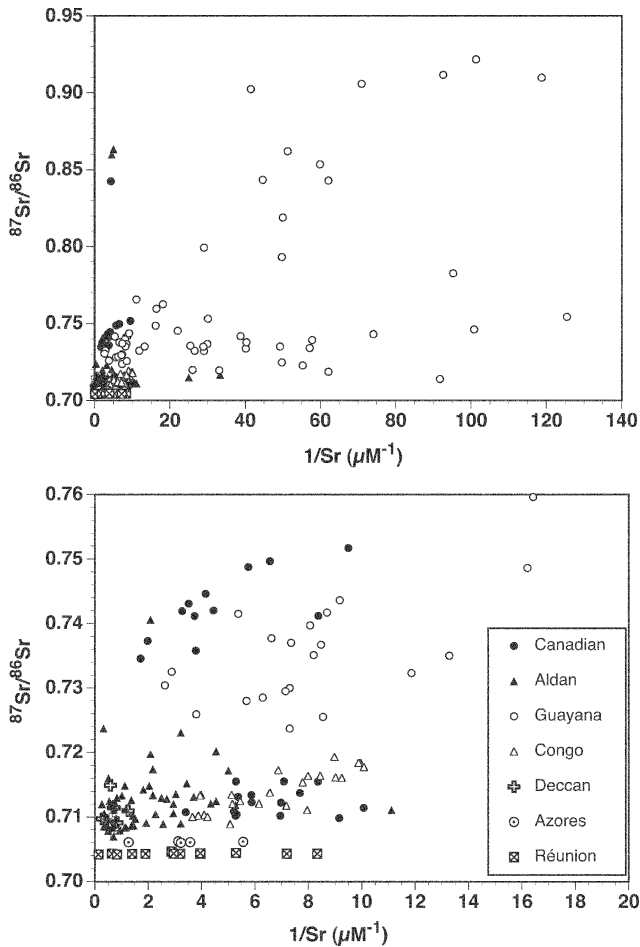 0.95
0.90
0.85
0.80
0.75
0.70
87Sr/86Sr
0 20 40 60 80 100 120 140
1/Sr (µM-1)
0.76
0.75
0.74
0.73
0.72
0.71
0.70
87Sr/86Sr
Canadian
Aldan
Guayana
Congo
Deccan
Azores
Réunion
0 2 4 6 8 10 12 14 16 18 20
1/Sr (µM-1)